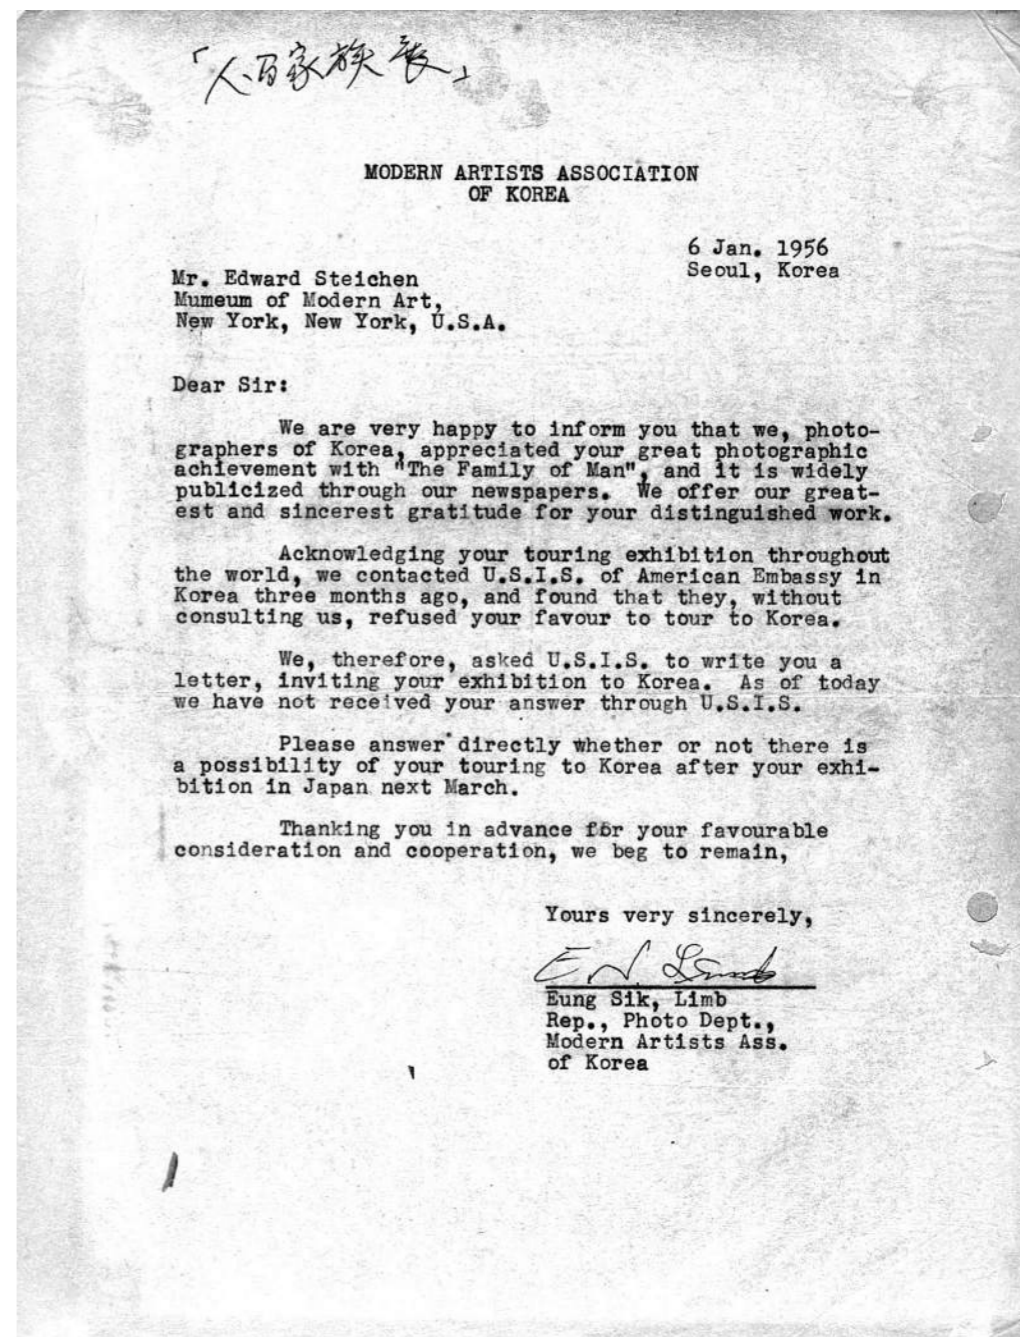 「人間家族展」
MODERN ARTISTS ASSOCIATION
OF KOREA
6 Jan. 1956
Seoul, Korea
Mr. Edward Steichen
Mumeum of Modern Art,
New York, New York, U.S.A.
Dear Sir:
We are very happy to inform you that we, photo-
graphers of Korea, appreciated your great photographic
achievement with "The Family of Man", and it is widely
publicized through our newspapers. We offer our great-
est and sincerest gratitude for your distinguished work.
Acknowledging your touring exhibition throughout
the world, we contacted U.S.I.S. of American Embassy in
Korea three months ago, and found that they, without
consulting us, refused your favour to tour to Korea.
We, therefore, asked U.S.I.S. to write you a
letter, inviting your exhibition to Korea. As of today
we have not received your answer through U.S.I.S.
Please answer directly whether or not there is
a possibility of your touring to Korea after your exhi-
bition in Japan next March.
Thanking you in advance for your favourable
consideration and cooperation, we beg to remain,
Yours very sincerely,
E. S. Limb
Eung Sik, Limb
Rep., Photo Dept.,
Modern Artists Ass.
of Korea